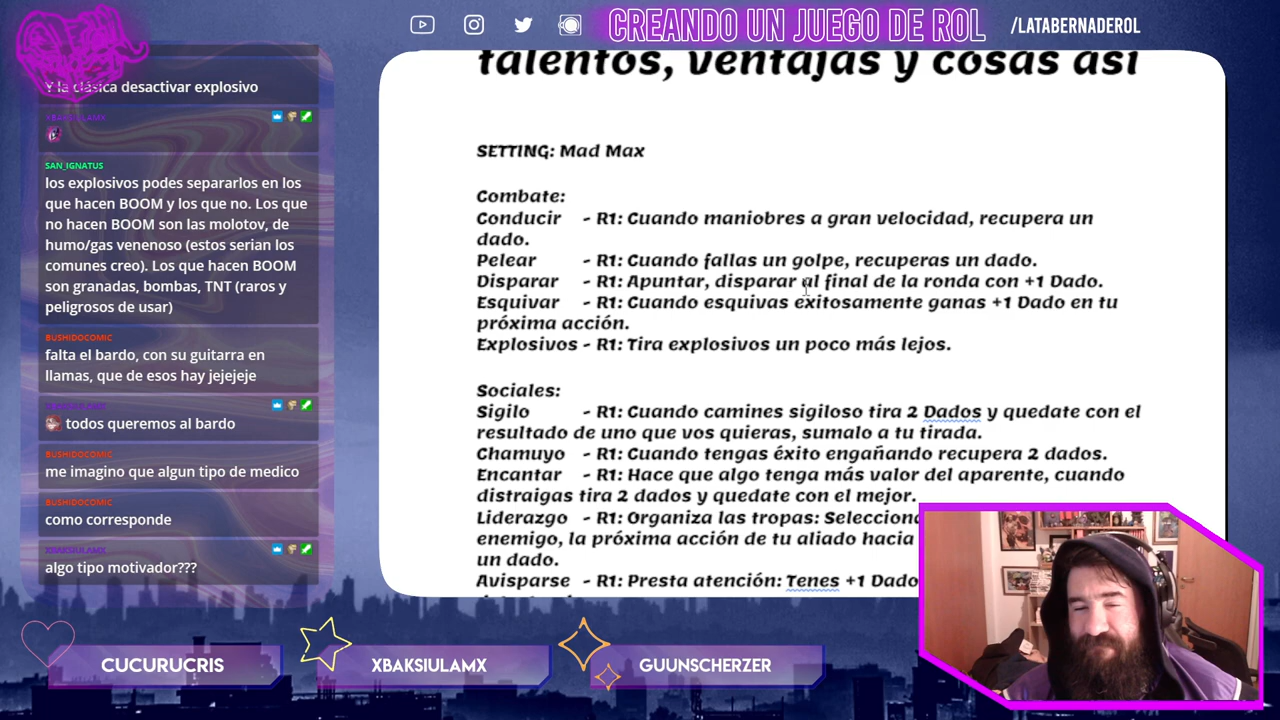 CREANDO UN JUEGO DE ROL
/LATABERNADEROL
Y la clásica desactivar explosivo
XBAKSIULAMX
SAN_IGNATUS
los explosivos podes separarlos en los
que hacen BOOM y los que no. Los que
no hacen BOOM son las molotov, de
humo/gas venenoso (estos serian los
comunes creo). Los que hacen BOOM
son granadas, bombas, TNT (raros y
peligrosos de usar)
BUSHIDOCOMIC
falta el bardo, con su guitarra en
llamas, que de esos hay jejejeje
todos queremos al bardo
BUSHIDOCOMIC
me imagino que algun tipo de medico
BUSHIDOCOMIC
como corresponde
XBAKSIULAMX
algo tipo motivador???
talentos, ventajas y cosas así
SETTING: Mad Max
Combate:
Conducir - R1: Cuando maniobres a gran velocidad, recupera un
dado.
Pelear - R1: Cuando fallas un golpe, recuperas un dado.
Disparar - R1: Apuntar, disparar al final de la ronda con +1 Dado.
Esquivar - R1: Cuando esquivas exitosamente ganas +1 Dado en tu
próxima acción.
Explosivos - R1: Tira explosivos un poco más lejos.
Sociales:
Sigilo - R1: Cuando camines sigiloso tira 2 Dados y quedate con el
resultado de uno que vos quieras, sumalo a tu tirada.
Chamuyo - R1: Cuando tengas éxito engañando recupera 2 dados.
Encantar - R1: Hace que algo tenga más valor del aparente, cuando
distraigas tira 2 dados y quedate con el mejor.
Liderazgo - R1: Organiza las tropas: Selecciona
enemigo, la próxima acción de tu aliado hacia
un dado.
Avisparse - R1: Presta atención: Tenes +1 Dado
CUCURUCRIS
XBAKSIULAMX
GUUNSCHERZER